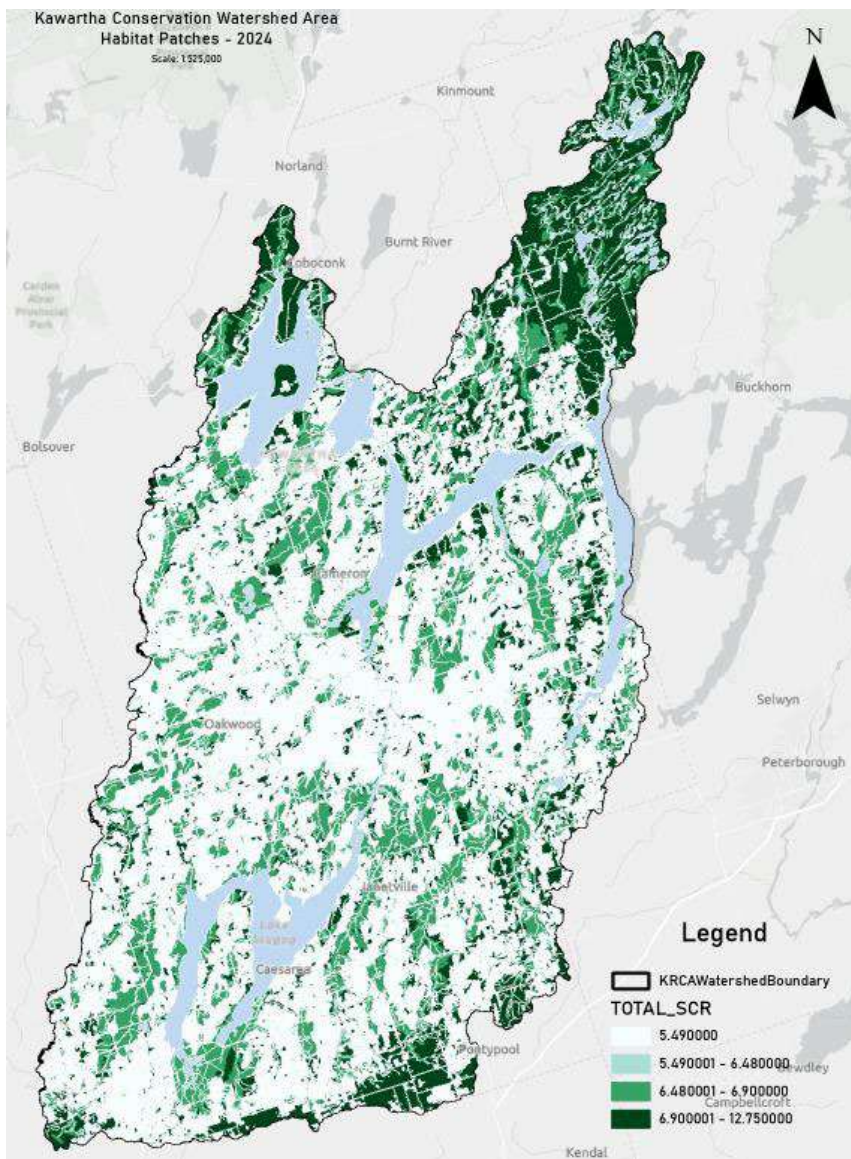 Kawartha Conservation Watershed Area
Habitat Patches - 2024
Scale: 1:525,000
N
Kinmount
Norland
Burnt River
Coboconk
Carden
Alvar
Provincial
Park
Buckhorn
Bolsover
Cameron
Oakwood
Selwyn
Peterborough
Janetville
Lake
Scugog
Caesarea
Pontypool
Bewdley
Campbellcroft
Kendal
Legend
KRCAWatershedBoundary
TOTAL_SCR
5.490000
5.490001 - 6.480000
6.480001 - 6.900000
6.900001 - 12.750000